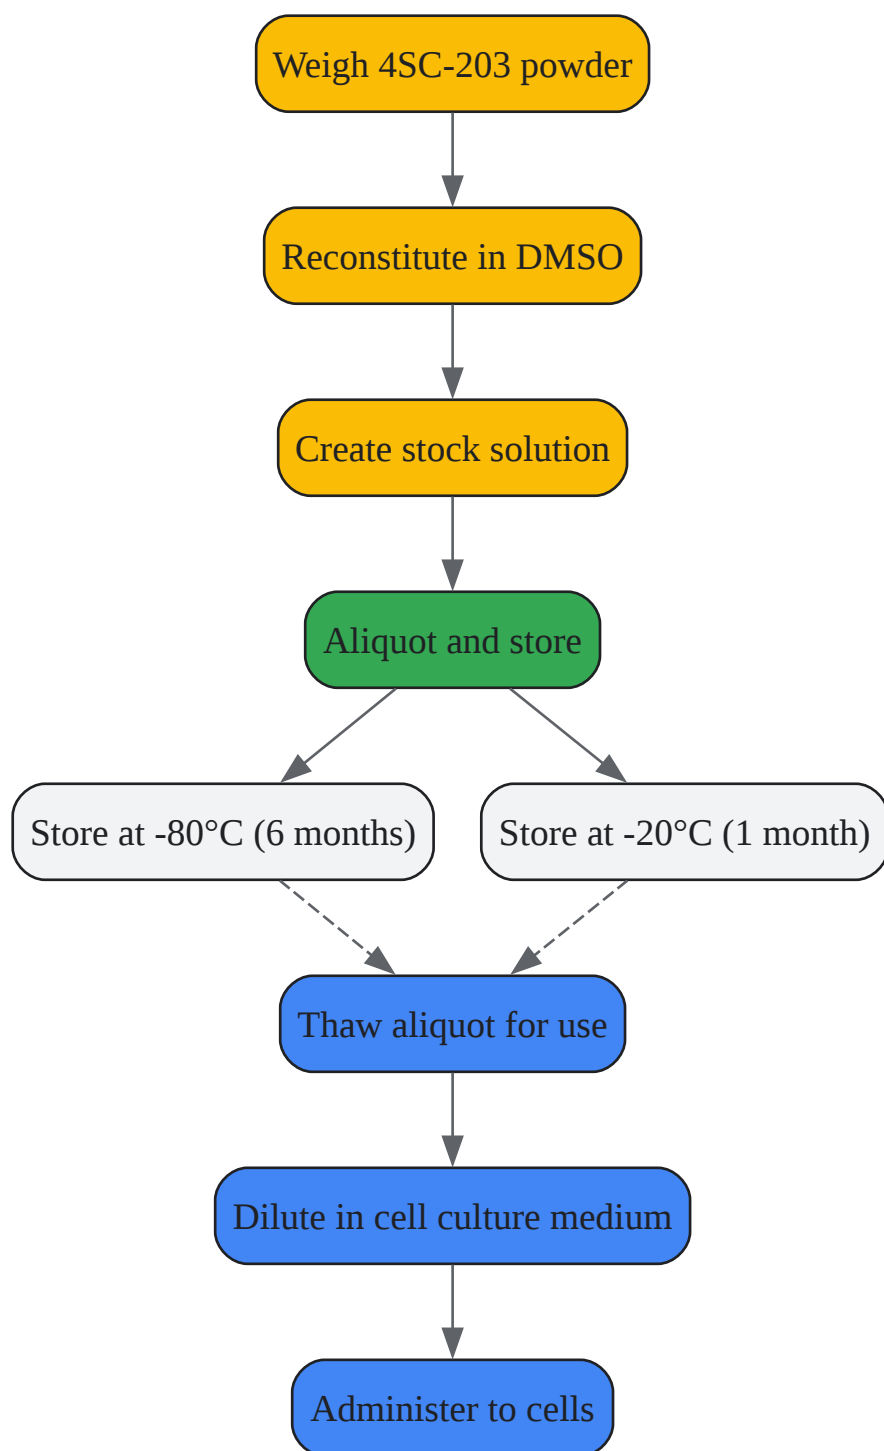 Weigh 4SC-203 powder
Reconstitute in DMSO
Create stock solution
Aliquot and store
Store at -80°C (6 months)
Store at -20°C (1 month)
Thaw aliquot for use
Dilute in cell culture medium
Administer to cells